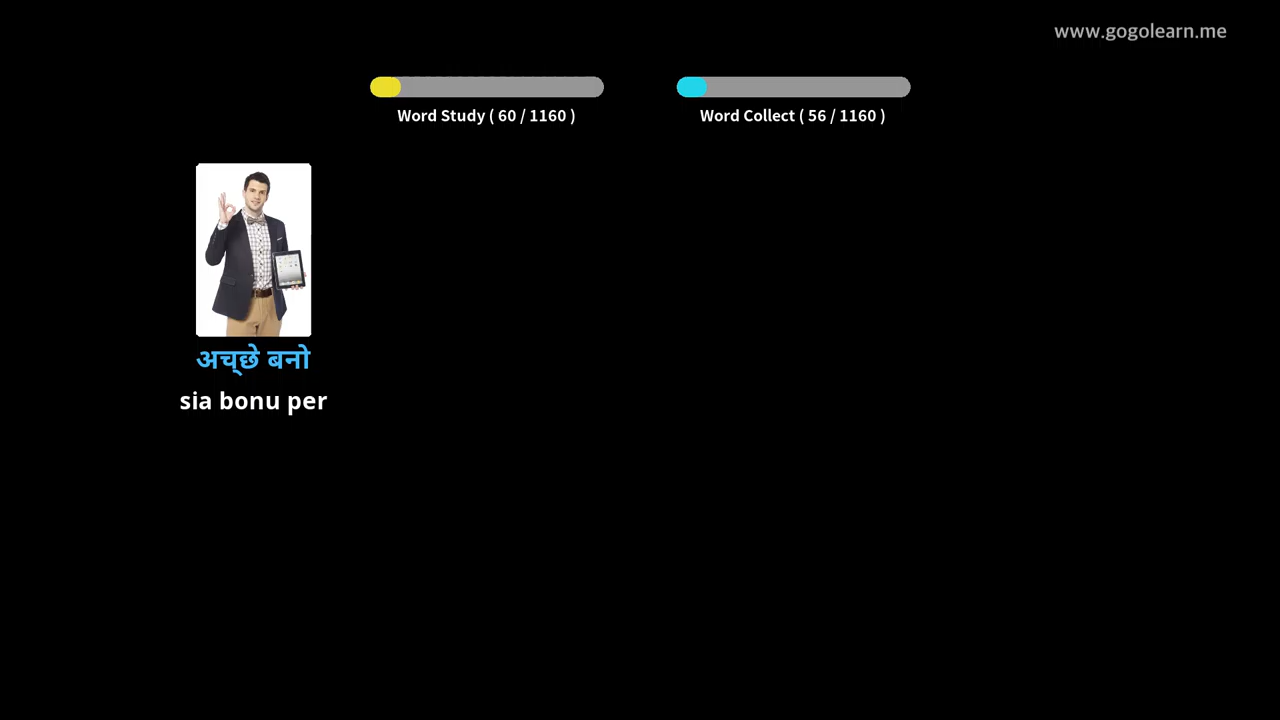 www.gogolearn.me
Word Study ( 60 / 1160 )
Word Collect ( 56 / 1160 )
अच्छे बनो
sia bonu per